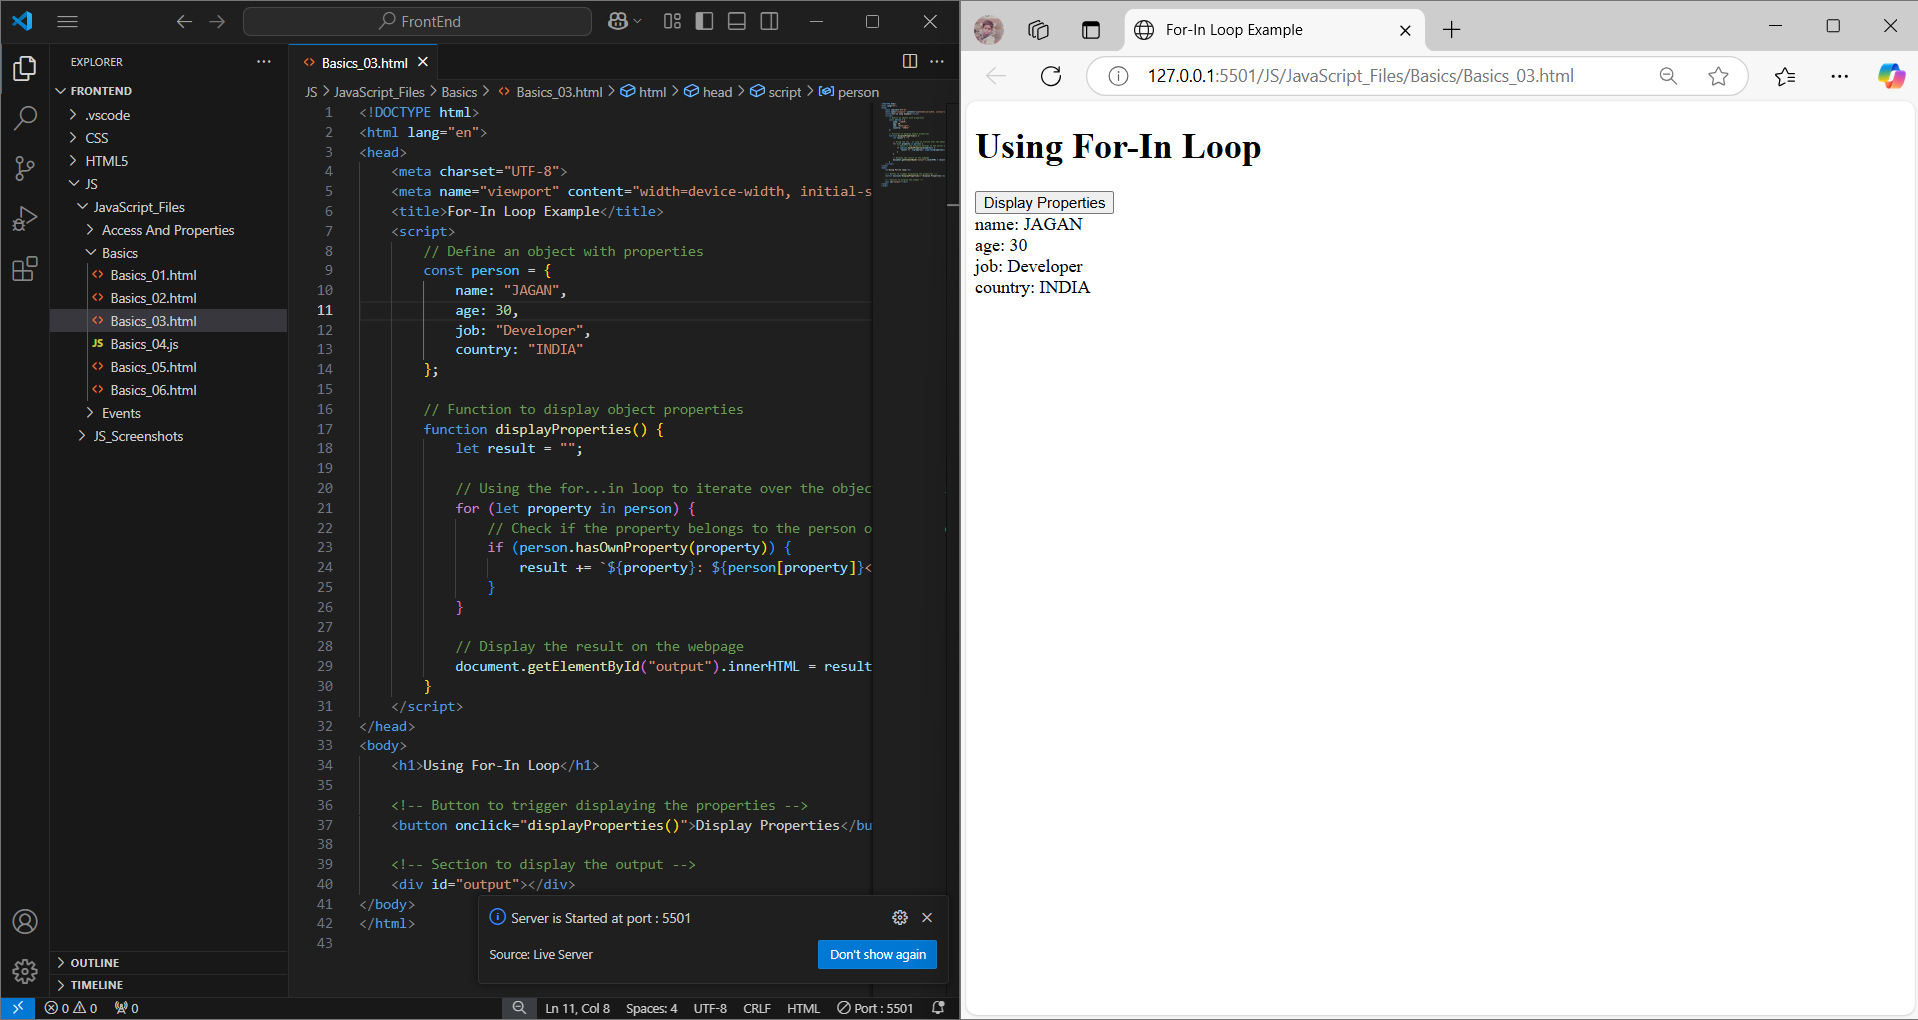 FrontEnd
EXPLORER
FRONTEND
.vscode
CSS
HTML5
JS
JavaScript_Files
Access And Properties
Basics
Basics_01.html
Basics_02.html
Basics_03.html
JS Basics_04.js
Basics_05.html
Basics_06.html
Events
JS_Screenshots
OUTLINE
TIMELINE
Basics_03.html
JS > JavaScript_Files > Basics > Basics_03.html > html > head > script > person
1 <!DOCTYPE html>
2 <html lang="en">
3 <head>
4 <meta charset="UTF-8">
5 <meta name="viewport" content="width=device-width, initial-s
6 <title>For-In Loop Example</title>
7 <script>
8 // Define an object with properties
9 const person = {
10 name: "JAGAN",
11 age: 30,
12 job: "Developer",
13 country: "INDIA"
14 };
15
16 // Function to display object properties
17 function displayProperties() {
18 let result = "";
19
20 // Using the for...in loop to iterate over the objec
21 for (let property in person) {
22 // Check if the property belongs to the person o
23 if (person.hasOwnProperty(property)) {
24 result += `${property}: ${person[property]}<
25 }
26 }
27
28 // Display the result on the webpage
29 document.getElementById("output").innerHTML = result
30 }
31 </script>
32 </head>
33 <body>
34 <h1>Using For-In Loop</h1>
35
36 <!-- Button to trigger displaying the properties -->
37 <button onclick="displayProperties()">Display Properties</bu
38
39 <!-- Section to display the output -->
40 <div id="output"></div>
41 </body>
42 </html>
43
Server is Started at port : 5501
Source: Live Server
Don't show again
0 0 0 Ln 11, Col 8 Spaces: 4 UTF-8 CRLF HTML Port : 5501
For-In Loop Example
127.0.0.1:5501/JS/JavaScript_Files/Basics/Basics_03.html
Using For-In Loop
Display Properties
name: JAGAN
age: 30
job: Developer
country: INDIA